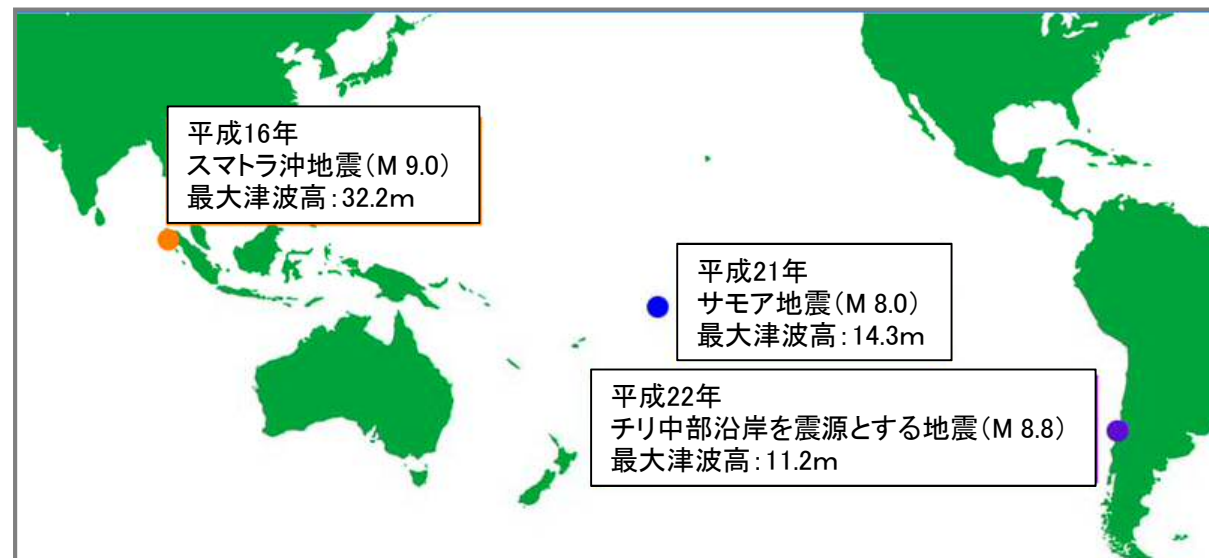 平成16年
スマトラ沖地震(M 9.0)
最大津波高:32.2m
平成21年
サモア地震(M 8.0)
最大津波高:14.3m
平成22年
チリ中部沿岸を震源とする地震(M 8.8)
最大津波高:11.2m